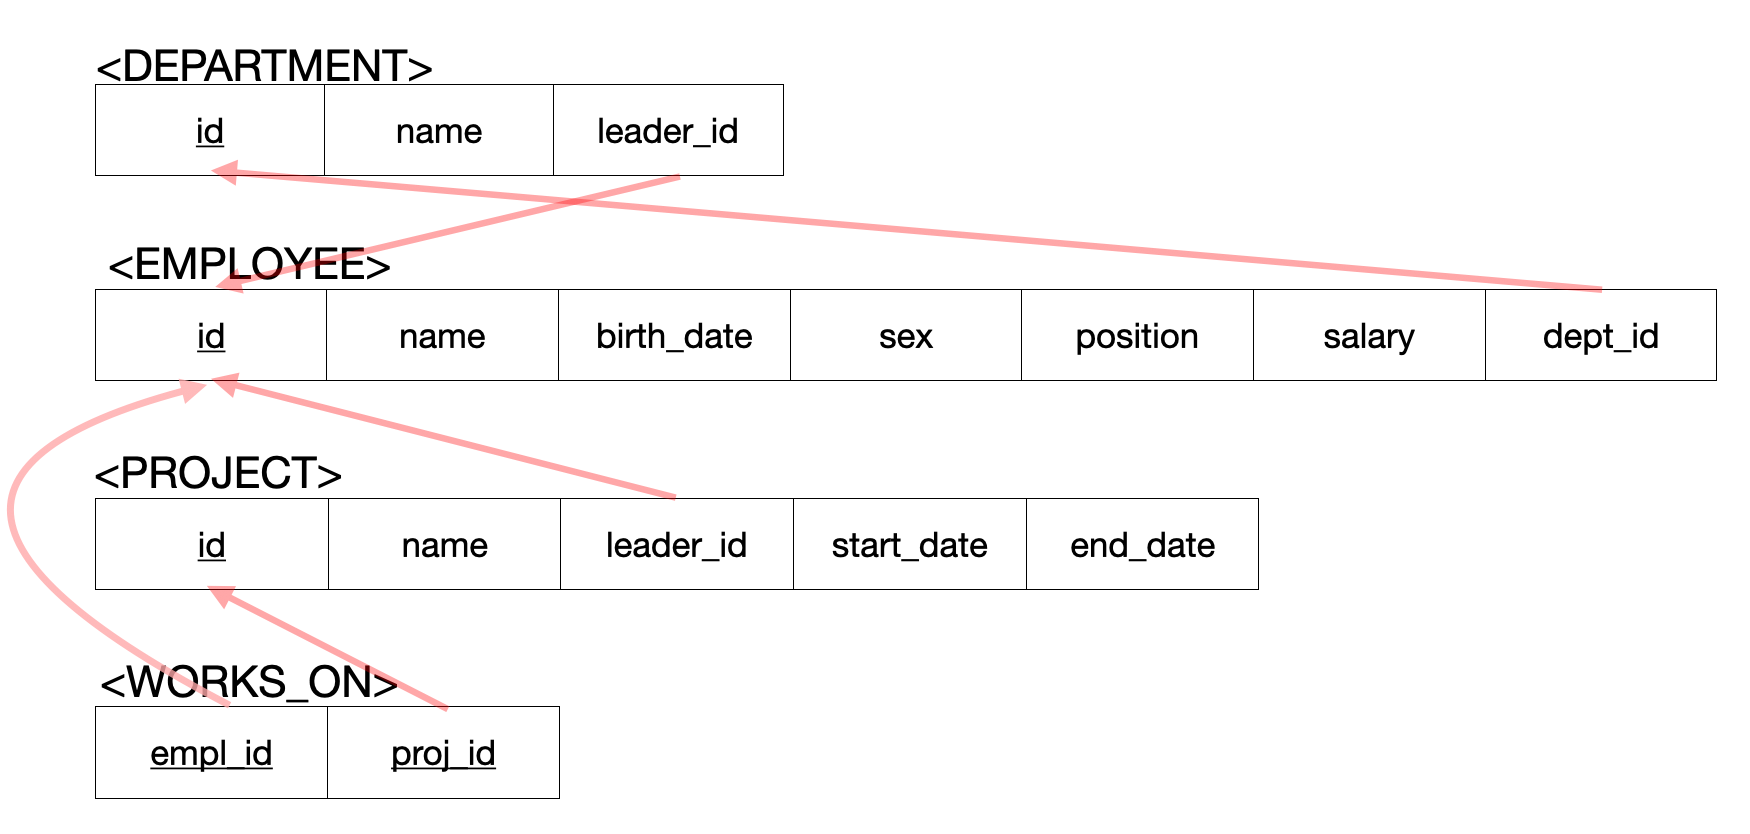 <DEPARTMENT>
id name leader_id
<EMPLOYEE>
id name birth_date sex position salary dept_id
<PROJECT>
id name leader_id start_date end_date
<WORKS_ON>
empl_id proj_id